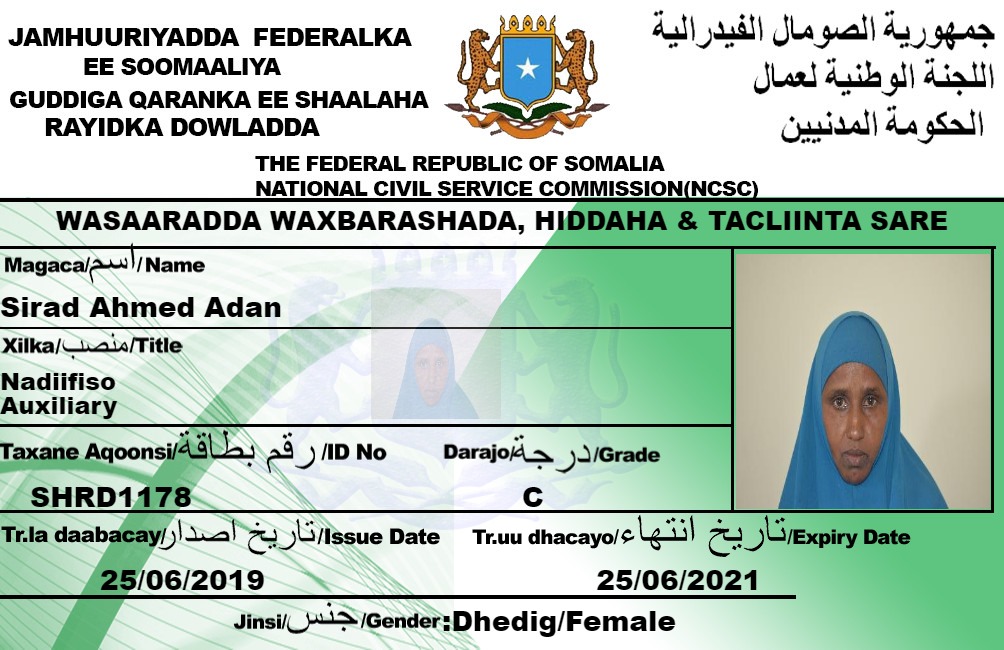 JAMHUURIYADDA FEDERALKA
EE SOOMAALIYA
GUDDIGA QARANKA EE SHAALAHA
RAYIDKA DOWLADDA
جمهورية الصومال الفيدرالية
اللجنة الوطنية لعمال
الحكومة المدنيين
THE FEDERAL REPUBLIC OF SOMALIA
NATIONAL CIVIL SERVICE COMMISSION(NCSC)
WASAARADDA WAXBARASHADA, HIDDAHA & TACLIINTA SARE
Magaca/اسم/Name
Sirad Ahmed Adan
Xilka/منصب/Title
Nadiifiso
Auxiliary
Taxane Aqoonsi/رقم بطاقة/ID No
Darajo/درجة/Grade
SHRD1178
C
Tr.la daabacay/تاريخ اصدار/Issue Date
Tr.uu dhacayo/تاريخ انتهاء/Expiry Date
25/06/2019
25/06/2021
Jinsi/جنس/Gender:Dhedig/Female